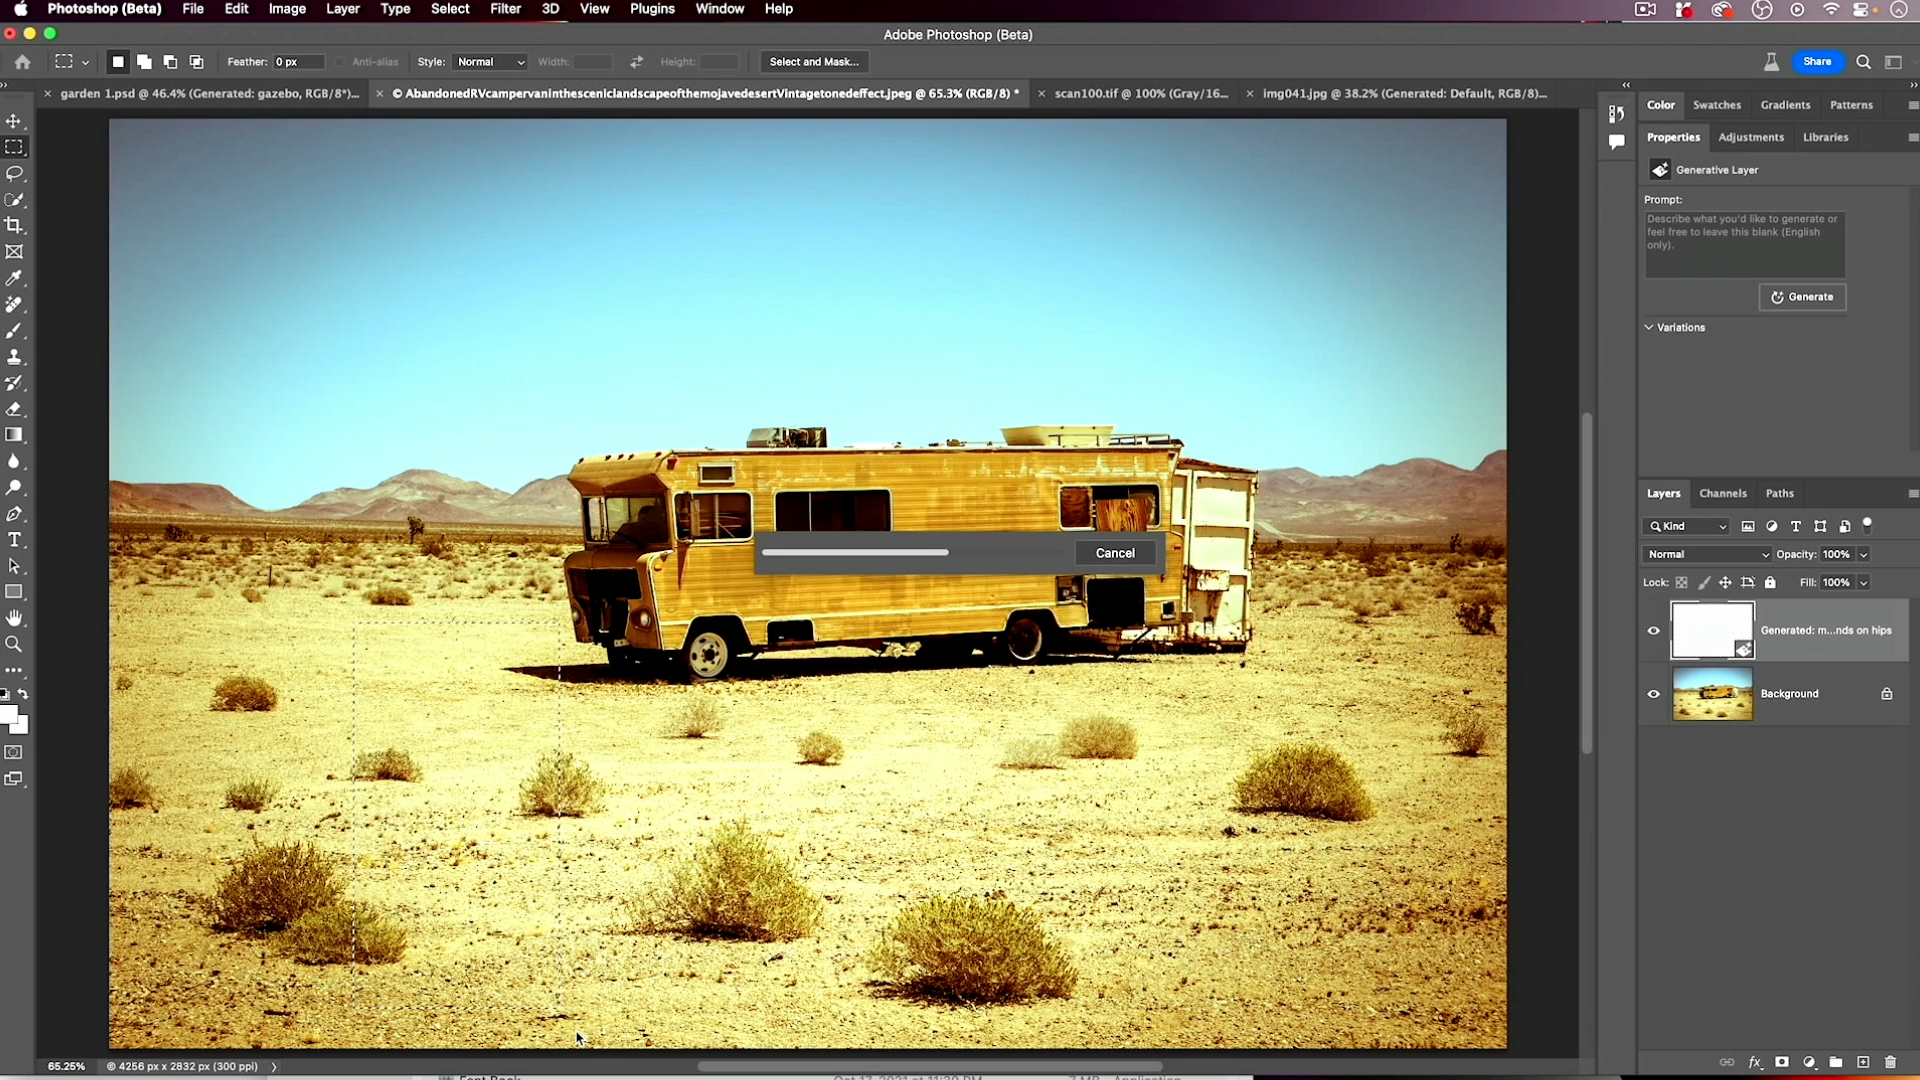 Photoshop (Beta) File Edit Image Layer Type Select Filter 3D View Plugins Window Help
Adobe Photoshop (Beta)
Feather: 0 px Anti-alias Style: Normal Width: Height: Select and Mask... Share
garden 1.psd @ 46.4% (Generated: gazebo, RGB/8*)... © AbandonedRVcampervaninthesceniclandscapeofthemojavedesertVintagetonedeffect.jpeg @ 65.3% (RGB/8) * scan100.tif @ 100% (Gray/16... img041.jpg @ 38.2% (Generated: Default, RGB/8)...
Color Swatches Gradients Patterns
Properties Adjustments Libraries
Generative Layer
Prompt:
Describe what you'd like to generate or
feel free to leave this blank (English
only).
Generate
Variations
Cancel
Layers Channels Paths
Kind
Normal Opacity: 100%
Lock: Fill: 100%
Generated: m...nds on hips
Background
65.25% 4256 px x 2832 px (300 ppi)